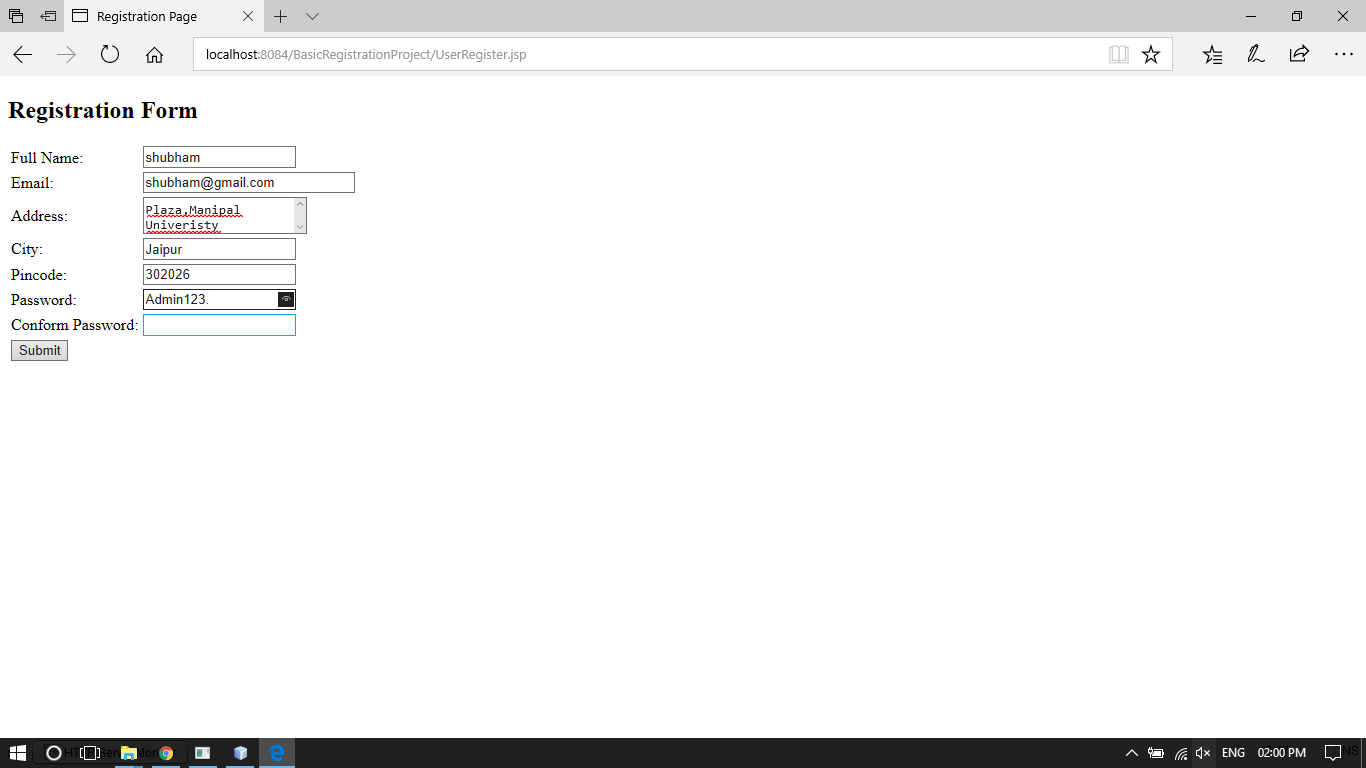 Registration Page
localhost:8084/BasicRegistrationProject/UserRegister.jsp
Registration Form
Full Name: shubham
Email: shubham@gmail.com
Address: Plaza,Manipal
Univeristy
City: Jaipur
Pincode: 302026
Password: Admin123.
Conform Password:
Submit
ENG 02:00 PM